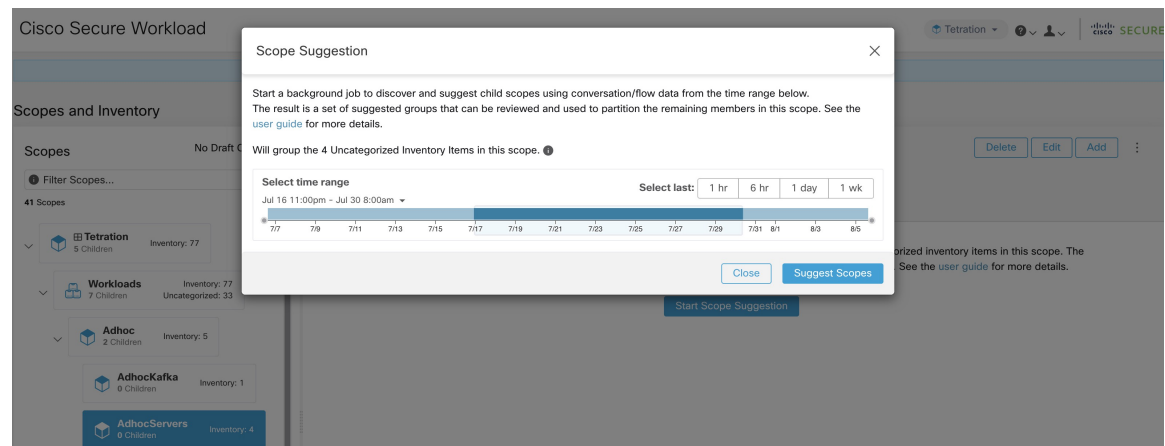 Cisco Secure Workload
Tetration
cisco SECURE
Scope Suggestion
Start a background job to discover and suggest child scopes using conversation/flow data from the time range below.
The result is a set of suggested groups that can be reviewed and used to partition the remaining members in this scope. See the
user guide for more details.
Will group the 4 Uncategorized Inventory Items in this scope.
Select time range
Select last: 1 hr 6 hr 1 day 1 wk
Jul 16 11:00pm - Jul 30 8:00am
7/7 7/9 7/11 7/13 7/15 7/17 7/19 7/21 7/23 7/25 7/27 7/29 7/31 8/1 8/3 8/5
Close Suggest Scopes
Scopes and Inventory
Scopes No Draft
Delete Edit Add
Filter Scopes...
41 Scopes
Tetration
5 Children
Inventory: 77
Workloads
7 Children
Inventory: 77
Uncategorized: 33
Adhoc
2 Children
Inventory: 5
AdhocKafka
0 Children
Inventory: 1
AdhocServers
0 Children
Inventory: 4
inventory items in this scope. The
See the user guide for more details.
Start Scope Suggestion